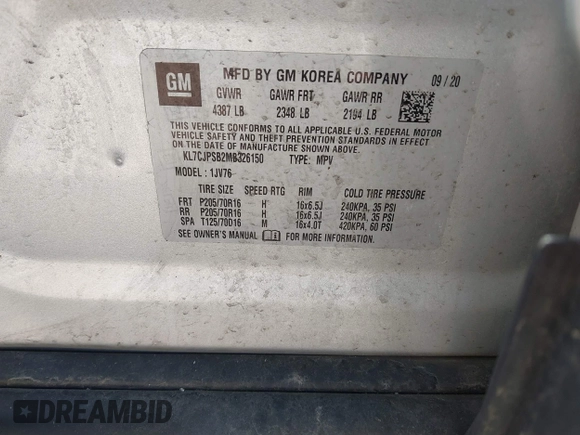 GM
MFD BY GM KOREA COMPANY 09/20
GVWR GAWR FRT GAWR RR
4387 LB 2348 LB 2194 LB
THIS VEHICLE CONFORMS TO ALL APPLICABLE U.S. FEDERAL MOTOR
VEHICLE SAFETY AND THEFT PREVENTION STANDARDS IN EFFECT
ON THE DATE OF MANUFACTURE SHOWN ABOVE.
KL7CJPSB2MB326150 TYPE: MPV
MODEL: 1JV76
TIRE SIZE SPEED RTG RIM COLD TIRE PRESSURE
FRT P205/70R16 H 16x6.5J 240KPA, 35 PSI
RR P205/70R16 H 16x6.5J 240KPA, 35 PSI
SPA T125/70D16 M 16x4.0T 420KPA, 60 PSI
SEE OWNER'S MANUAL FOR MORE INFORMATION.
DREAMBID